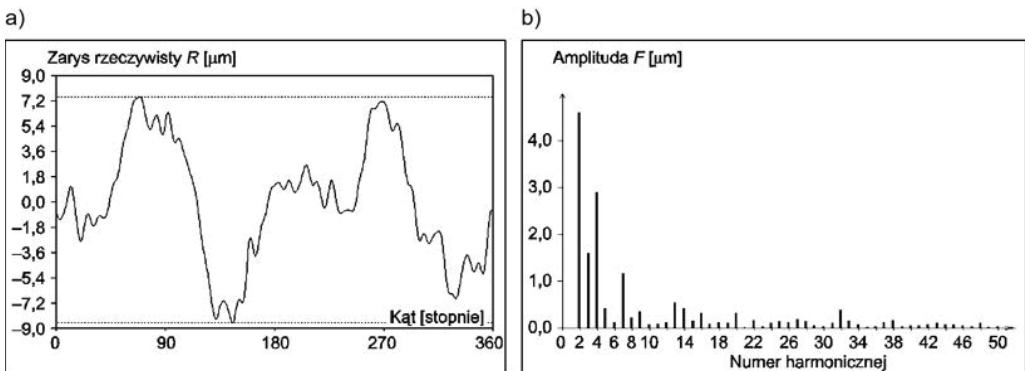 a)
Zarys rzeczywisty R [μm]
9,0
7,2
5,4
3,6
1,8
0,0
–1,8
–3,6
–5,4
–7,2
–9,0
Kąt [stopnie]
0 90 180 270 360
b)
Amplituda F [μm]
4,0
3,0
2,0
1,0
0,0
0 2 4 6 8 10 14 18 22 26 30 34 38 42 46 50
Numer harmonicznej